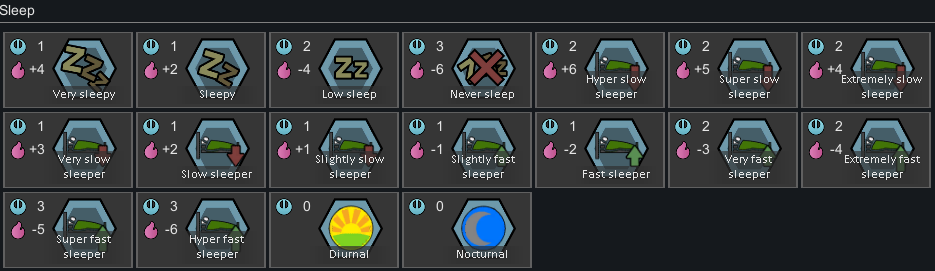 Sleep
1
+4
Very sleepy
1
+2
Sleepy
2
-4
Low sleep
3
-6
Never sleep
2
+6
Hyper slow
sleeper
2
+5
Super slow
sleeper
2
+4
Extremely slow
sleeper
1
+3
Very slow
sleeper
1
+2
Slow sleeper
1
+1
Slightly slow
sleeper
1
-1
Slightly fast
sleeper
1
-2
Fast sleeper
2
-3
Very fast
sleeper
2
-4
Extremely fast
sleeper
3
-5
Super fast
sleeper
3
-6
Hyper fast
sleeper
0
Diurnal
0
Nocturnal